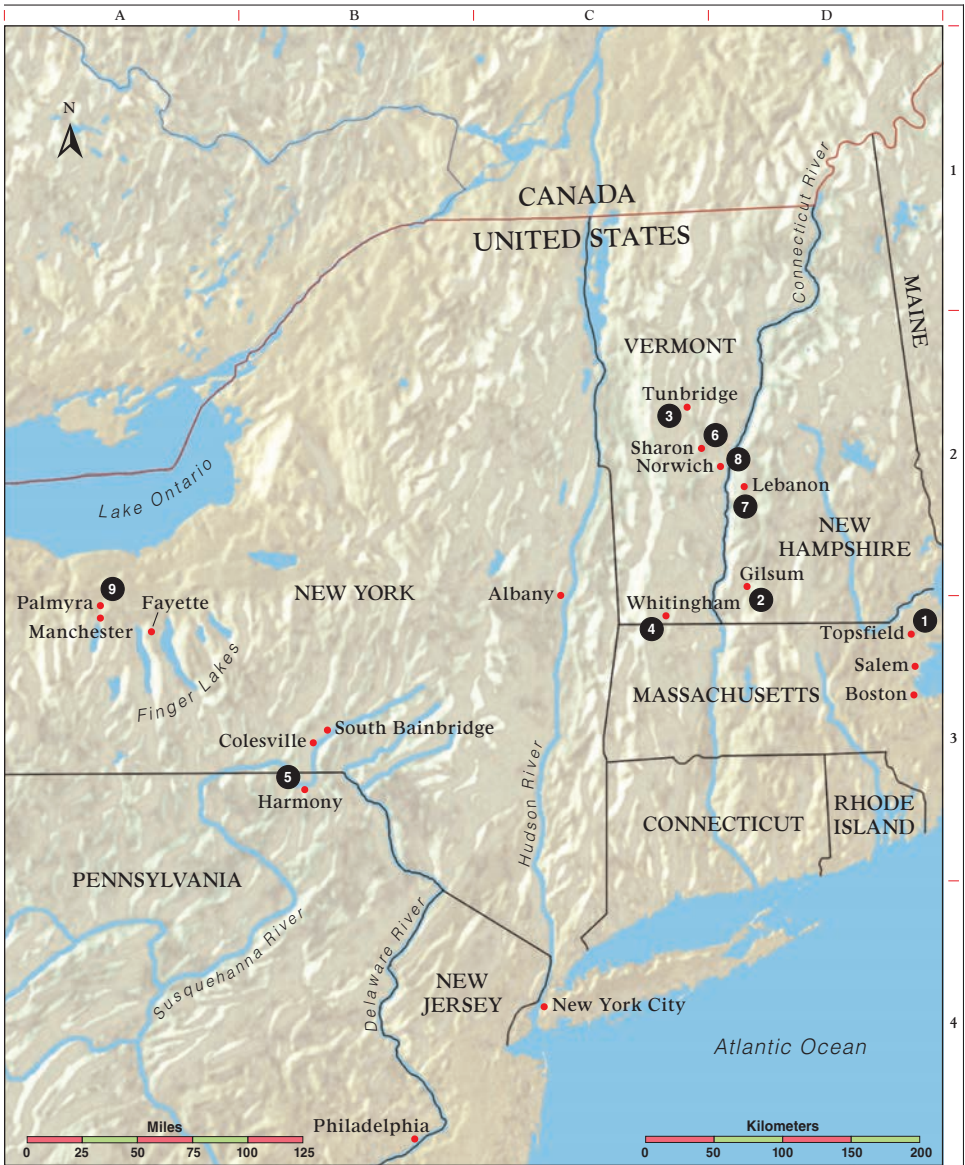 A B C D
N
1
CANADA
UNITED STATES
Connecticut River
MAINE
VERMONT
Tunbridge
3
6
Sharon
Norwich
8
2
Lebanon
7
Lake Ontario
NEW
HAMPSHIRE
9
Palmyra
Fayette
Manchester
NEW YORK
Albany
Gilsum
2
Whitingham
4
1
Topsfield
Salem
Boston
Finger Lakes
MASSACHUSETTS
South Bainbridge
Colesville
3
5
Harmony
Hudson River
CONNECTICUT
RHODE
ISLAND
PENNSYLVANIA
Susquehanna River
Delaware River
NEW
JERSEY
New York City
4
Atlantic Ocean
Philadelphia
Miles
0 25 50 75 100 125
Kilometers
0 50 100 150 200